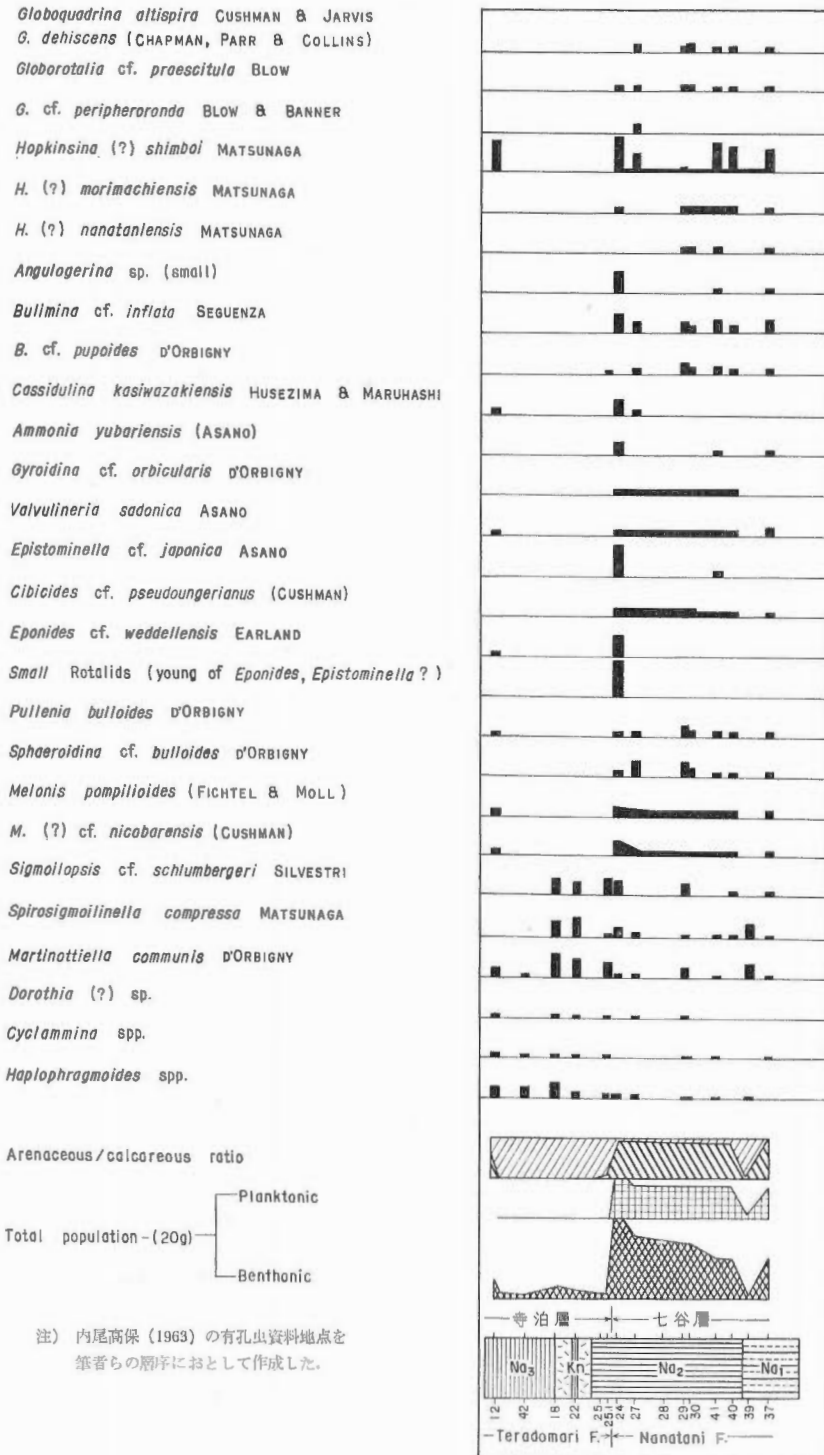 Globoquadrina altispira CUSHMAN & JARVIS
G. dehiscens (CHAPMAN, PARR & COLLINS)
Globorotalia cf. praescitula BLOW
G. cf. peripheroronda BLOW & BANNER
Hopkinsina (?) shimboi MATSUNAGA
H. (?) morimachiensis MATSUNAGA
H. (?) nanataniensis MATSUNAGA
Angulogerina sp. (small)
Bulimina cf. inflata SEGUENZA
B. cf. pupoides D'ORBIGNY
Cassidulina kasiwazakiensis HUSEZIMA & MARUHASHI
Ammonia yubariensis (ASANO)
Gyroidina cf. orbicularis D'ORBIGNY
Valvulineria sadonica ASANO
Epistominella cf. japonica ASANO
Cibicides cf. pseudoungerianus (CUSHMAN)
Eponides cf. weddellensis EARLAND
Small Rotalids (young of Eponides, Epistominella ? )
Pullenia bulloides D'ORBIGNY
Sphaeroidina cf. bulloides D'ORBIGNY
Melonis pompilioides (FICHTEL & MOLL)
M. (?) cf. nicobarensis (CUSHMAN)
Sigmoilopsis cf. schlumbergeri SILVESTRI
Spirosigmoilinella compressa MATSUNAGA
Martinottiella communis D'ORBIGNY
Dorothia (?) sp.
Cyclammina spp.
Haplophragmoides spp.
Arenaceous/calcareous ratio
Planktonic
Total population-(20g)
Benthonic
寺泊層 七谷層
注) 内尾高保 (1963) の有孔虫資料地点を
筆者らの層序におとして作成した.
Na3 Kn Na2 Na1
12 42 18 22 25 25.1 24 27 28 29 30 41 40 39 37
Teradomari F. Nanatani F.